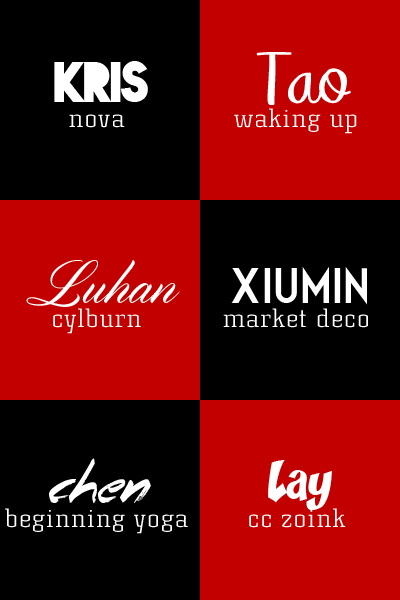 KRIS
nova
Tao
waking up
Luhan
cylburn
XIUMIN
market deco
chen
beginning yoga
Lay
cc zoink